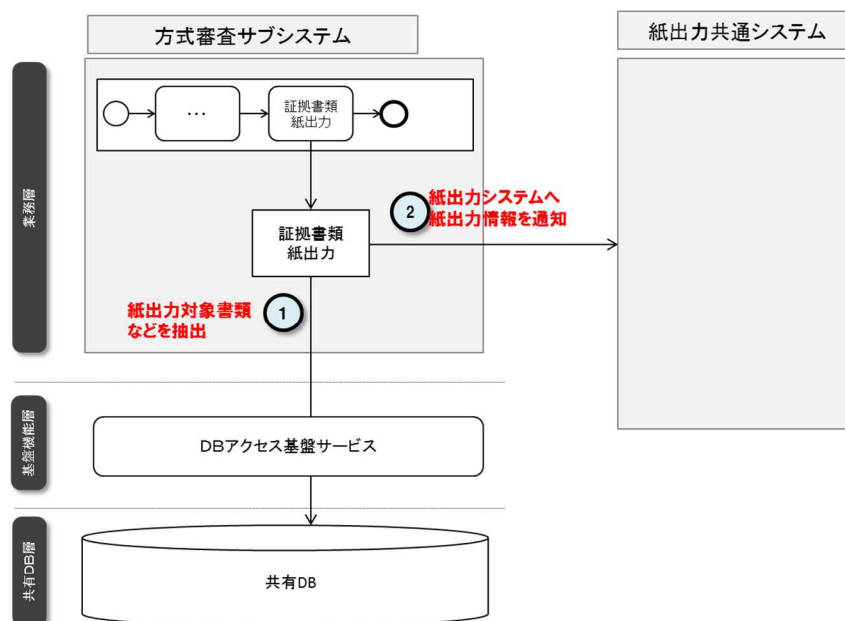 方式審査サブシステム
紙出力共通システム
業務層
…
証拠書類
紙出力
2
紙出力システムへ
紙出力情報を通知
証拠書類
紙出力
1
紙出力対象書類
などを抽出
基盤機能層
DBアクセス基盤サービス
共有DB層
共有DB